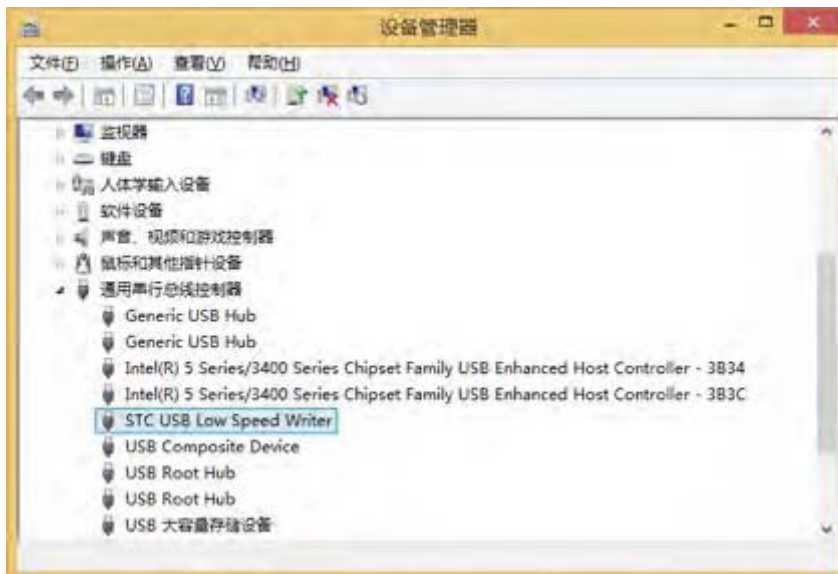 设备管理器
文件(F) 操作(A) 查看(V) 帮助(H)
监视器
键盘
人体学输入设备
软件设备
声音、视频和游戏控制器
鼠标和其他指针设备
通用串行总线控制器
Generic USB Hub
Generic USB Hub
Intel(R) 5 Series/3400 Series Chipset Family USB Enhanced Host Controller - 3B34
Intel(R) 5 Series/3400 Series Chipset Family USB Enhanced Host Controller - 3B3C
STC USB Low Speed Writer
USB Composite Device
USB Root Hub
USB Root Hub
USB 大容量存储设备